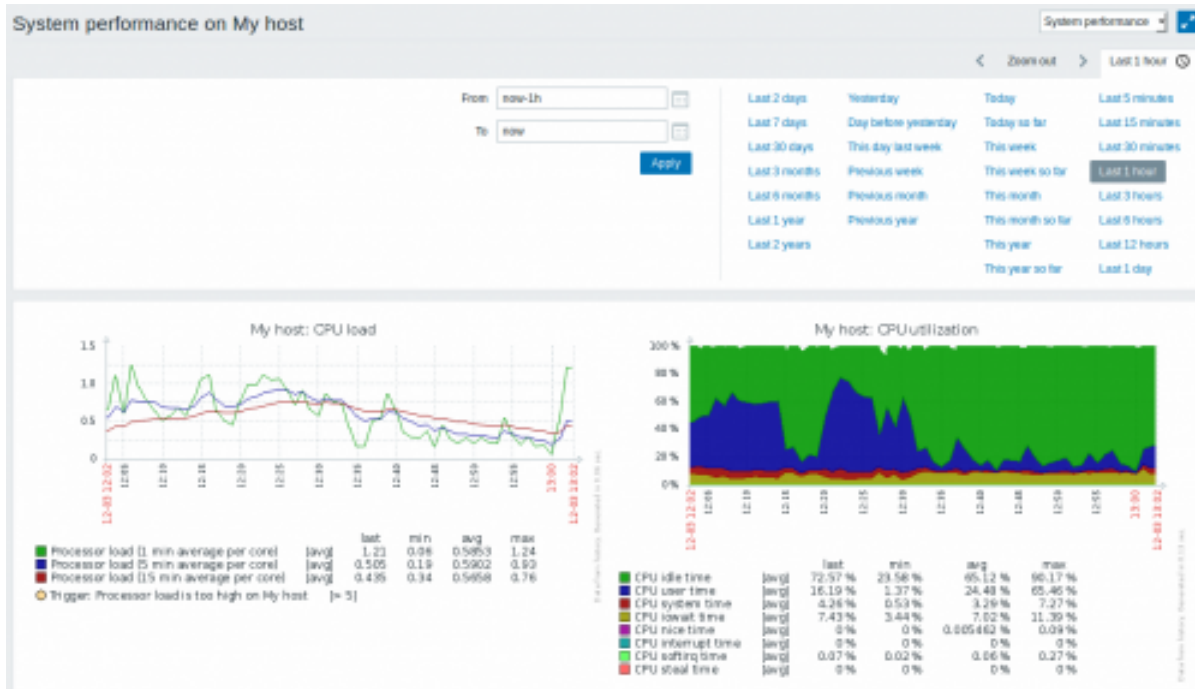 System performance on My host
System performance
Zoom out
Last 1 hour
From now-1h
To now
Apply
Last 2 days Yesterday Today Last 5 minutes
Last 7 days Day before yesterday Today so far Last 15 minutes
Last 30 days This day last week This week Last 30 minutes
Last 3 months Previous week This week so far Last 1 hour
Last 6 months Previous month This month Last 3 hours
Last 1 year Previous year This month so far Last 6 hours
Last 2 years This year Last 12 hours
This year so far Last 1 day
My host: CPU load
1.5
1.0
0.5
0
My host: CPU utilization
100 %
80 %
60 %
40 %
20 %
0 %
last min avg max
Processor load (1 min average per core) [avg] 1.21 0.06 0.5853 1.24
Processor load (5 min average per core) [avg] 0.505 0.19 0.5902 0.93
Processor load (15 min average per core) [avg] 0.435 0.34 0.5658 0.76
Trigger: Processor load is too high on My host [> 5]
last min avg max
CPU idle time [avg] 72.57 % 23.58 % 65.12 % 90.17 %
CPU user time [avg] 16.19 % 1.37 % 24.48 % 65.46 %
CPU system time [avg] 4.26 % 0.53 % 3.29 % 7.27 %
CPU iowait time [avg] 7.43 % 3.44 % 7.02 % 11.39 %
CPU nice time [avg] 0 % 0 % 0.005462 % 0.09 %
CPU interrupt time [avg] 0 % 0 % 0 % 0 %
CPU softirq time [avg] 0.07 % 0.02 % 0.06 % 0.27 %
CPU steal time [avg] 0 % 0 % 0 % 0 %